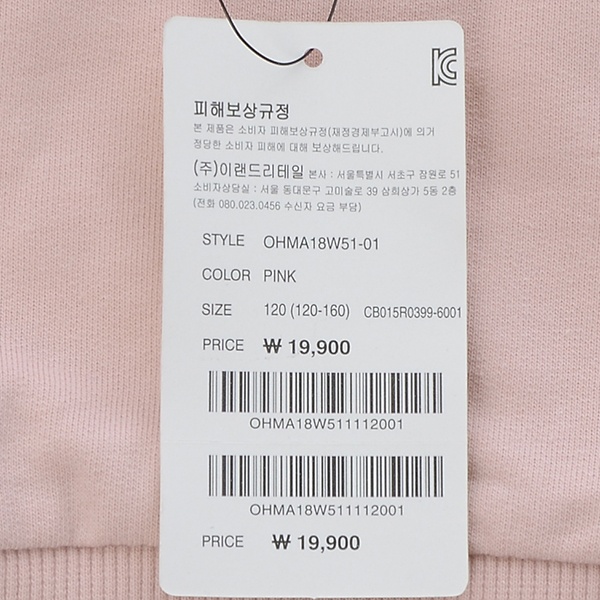 KC
피해보상규정
본 제품은 소비자 피해보상규정(재정경제부고시)에 의거
정당한 소비자 피해에 대해 보상해드립니다.
(주)이랜드리테일 본사 : 서울특별시 서초구 잠원로 51
소비자상담실 : 서울 동대문구 고미술로 39 삼희상가 5동 2층
(전화 080.023.0456 수신자 요금 부담)
STYLE OHMA18W51-01
COLOR PINK
SIZE 120 (120-160) CB015R0399-6001
PRICE ₩ 19,900
OHMA18W511112001
OHMA18W511112001
PRICE ₩ 19,900